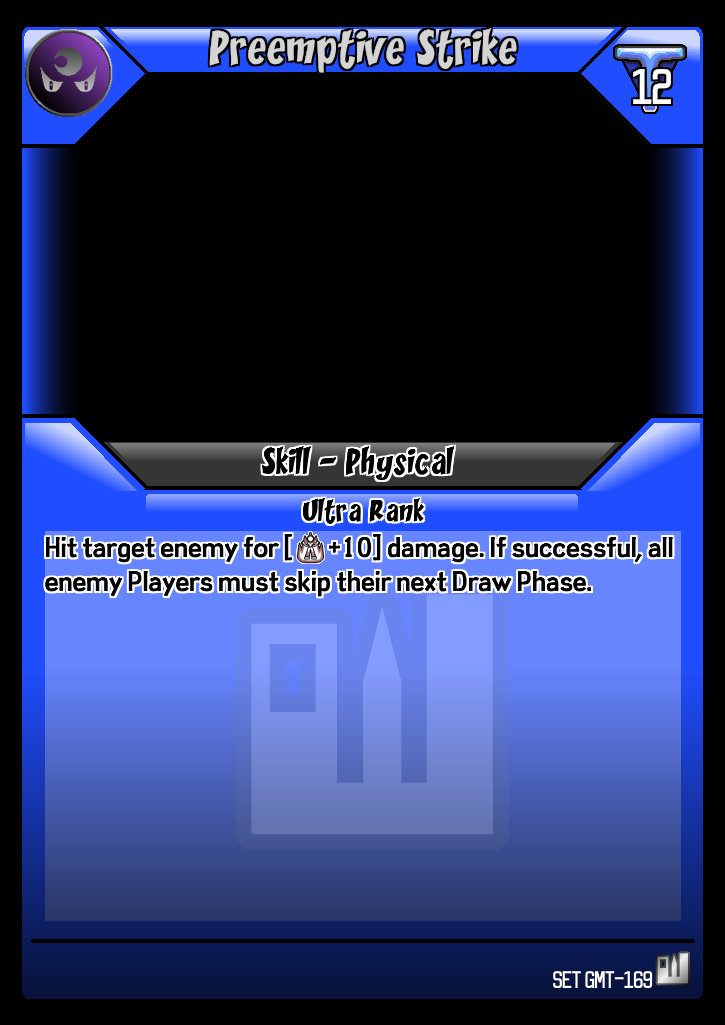 Preemptive Strike
12
Skill - Physical
Ultra Rank
Hit target enemy for [ +10] damage. If successful, all
enemy Players must skip their next Draw Phase.
SET GMT-169